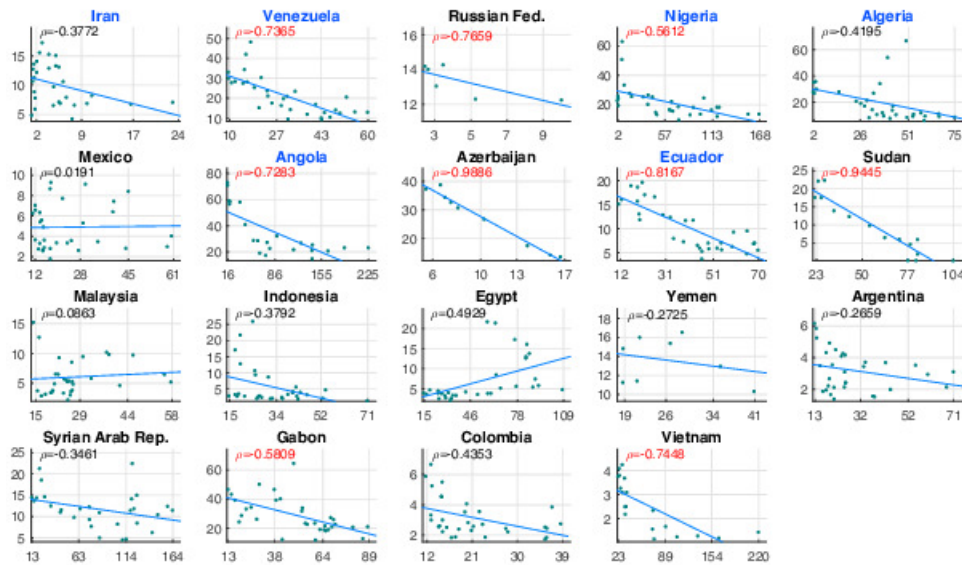 Iran Venezuela Russian Fed. Nigeria Algeria
ρ=-0.3772 ρ=-0.7365 ρ=-0.7659 ρ=-0.5612 ρ=-0.4195
15 10 5
50 40 30 20 10
16 14 12
60 40 20
60 40 20
2 9 17 24
10 27 43 60
3 5 7 9
2 57 113 168
2 26 51 75
Mexico Angola Azerbaijan Ecuador Sudan
ρ=0.0191 ρ=-0.7283 ρ=-0.9886 ρ=-0.8167 ρ=-0.9445
10 8 6 4 2
80 60 40 20
40 30 20
20 15 10 5
25 20 15 10 5
12 29 45 61
16 86 155 225
6 10 13 17
12 31 51 70
23 50 77 104
Malaysia Indonesia Egypt Yemen Argentina
ρ=0.0863 ρ=-0.3792 ρ=0.4929 ρ=-0.2725 ρ=-0.2659
15 10 5
25 20 15 10 5
20 15 10 5
18 16 14 12 10
6 4 2
15 29 44 58
15 34 52 71
15 46 78 109
19 26 34 41
13 32 52 71
Syrian Arab Rep. Gabon Colombia Vietnam
ρ=-0.3461 ρ=-0.5809 ρ=-0.4353 ρ=-0.7448
25 20 15 10 5
60 40 20
6 4 2
4 3 2
13 63 114 164
13 38 64 89
12 21 30 39
23 89 154 220